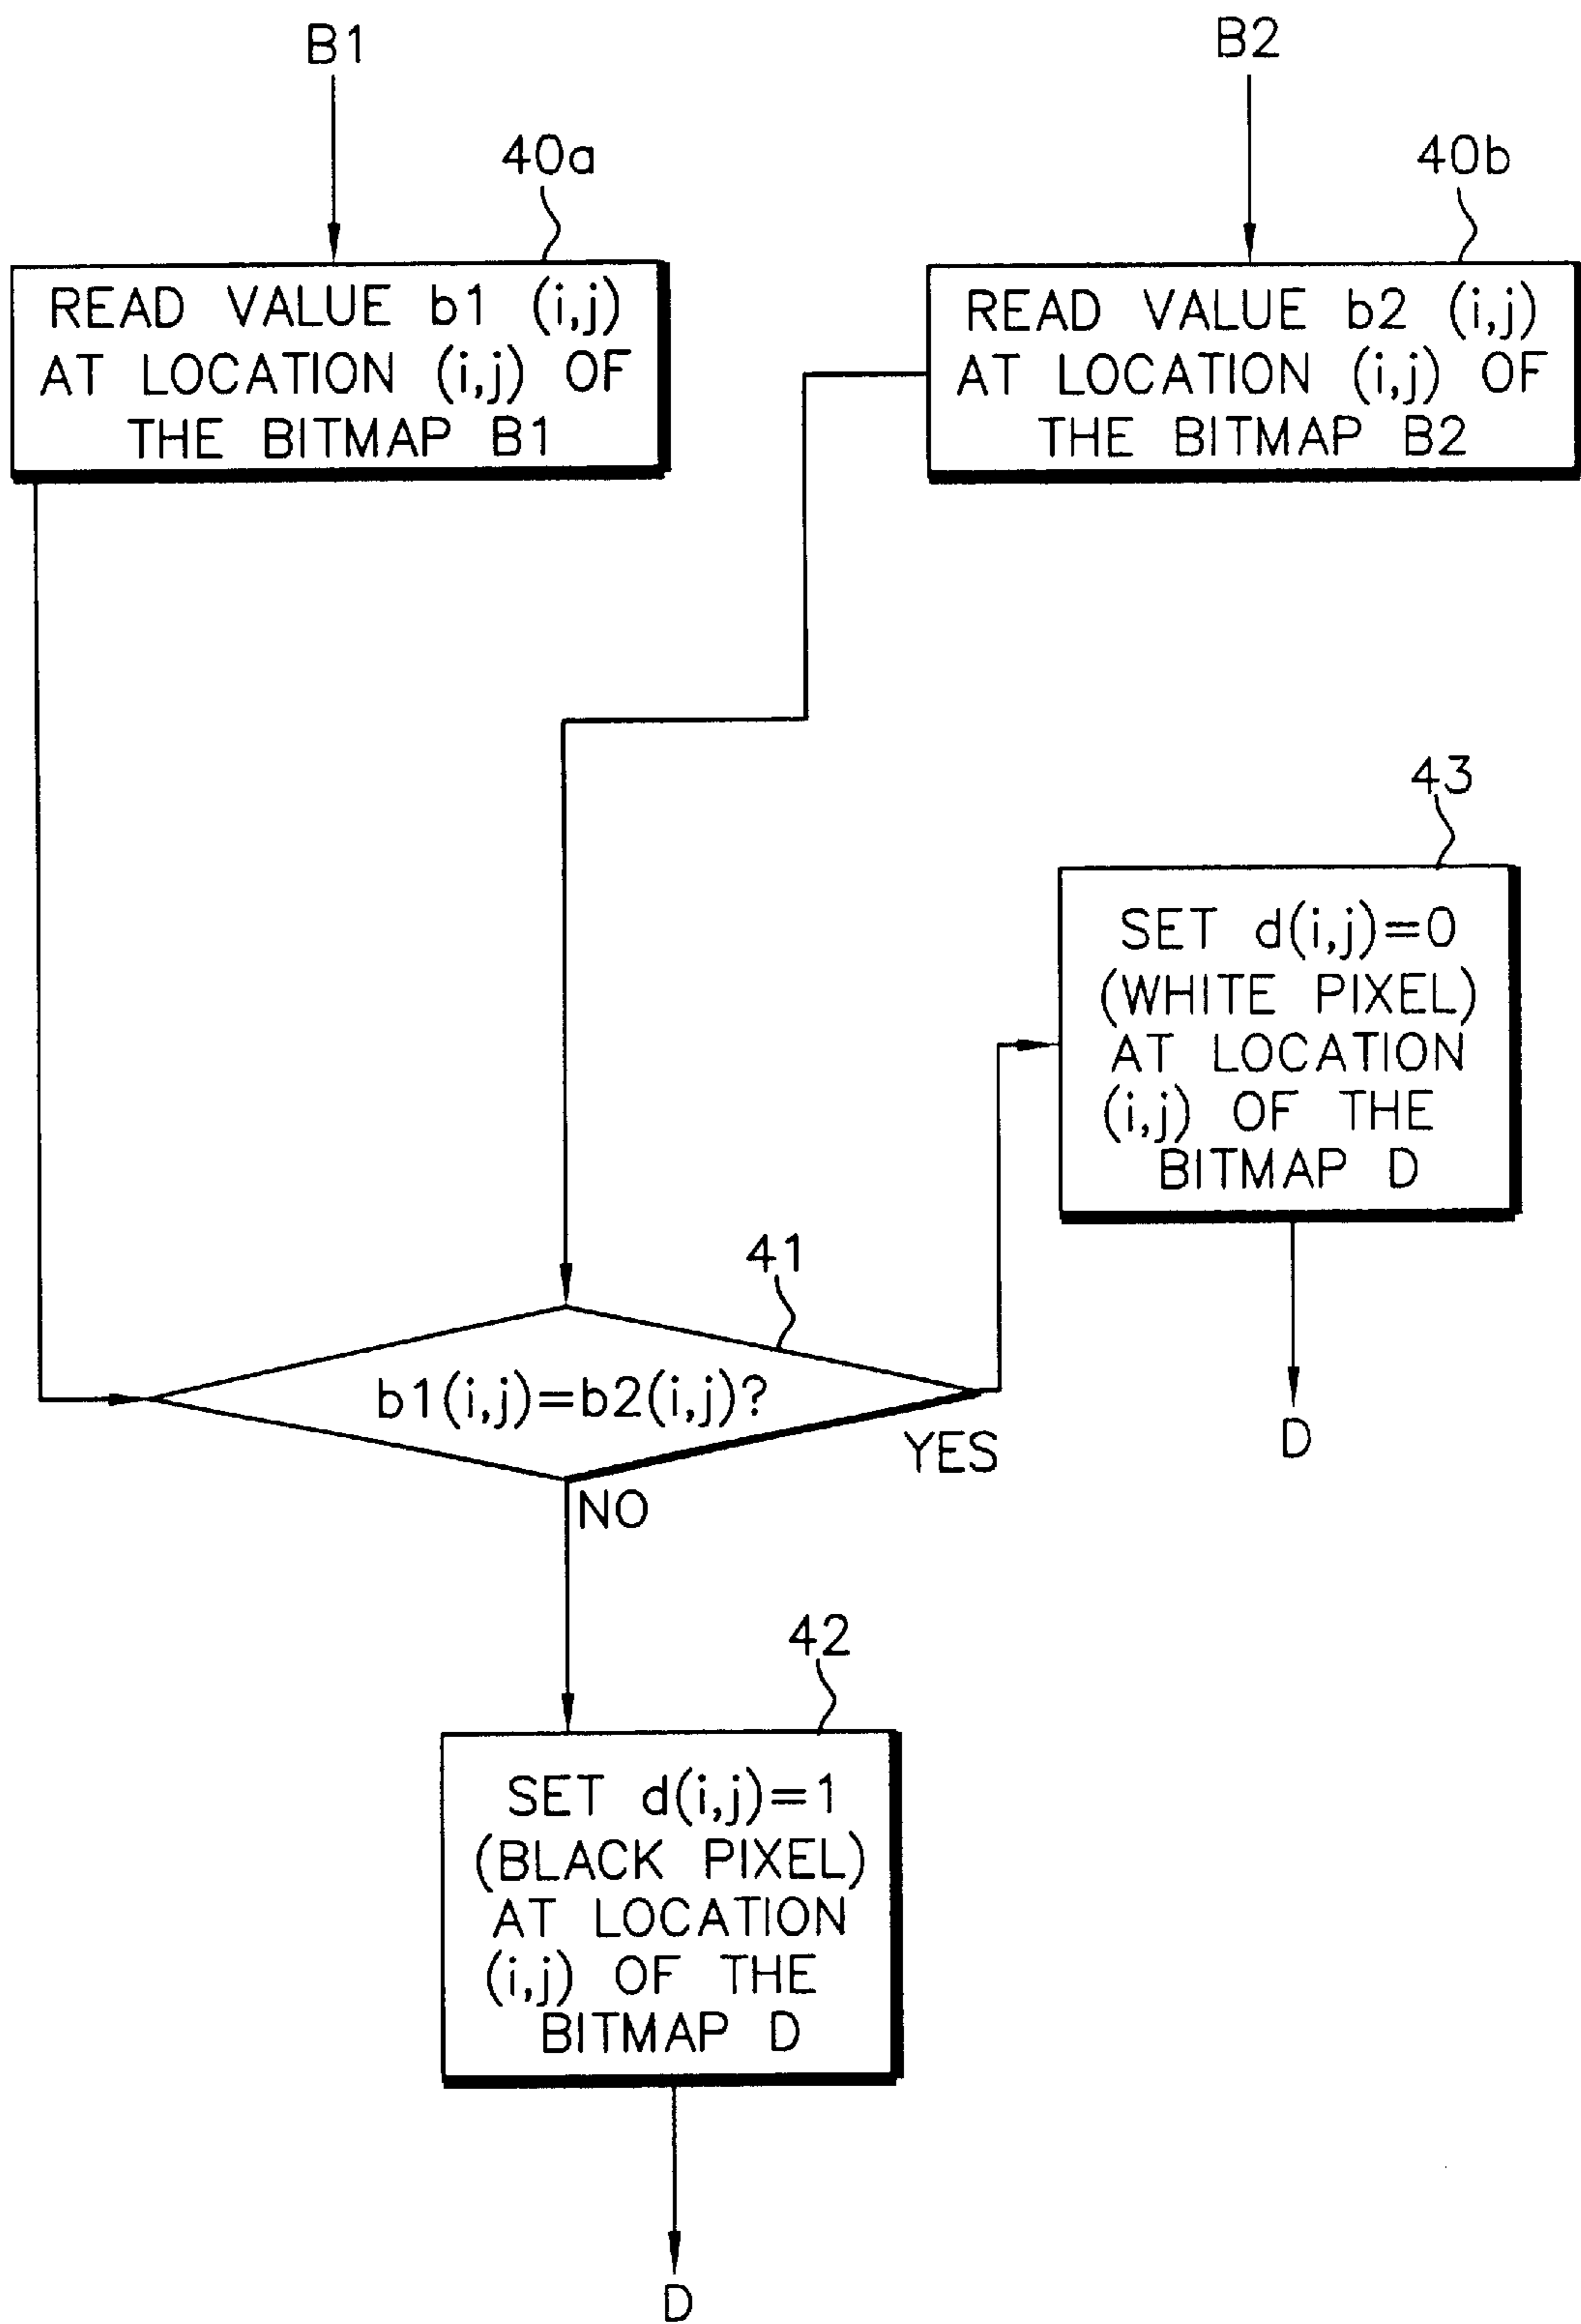 B1
B2
40a
40b
READ VALUE b1 (i,j)
AT LOCATION (i,j) OF
THE BITMAP B1
READ VALUE b2 (i,j)
AT LOCATION (i,j) OF
THE BITMAP B2
43
SET d(i,j)=0
(WHITE PIXEL)
AT LOCATION
(i,j) OF THE
BITMAP D
41
b1(i,j)=b2(i,j)?
YES
D
NO
42
SET d(i,j)=1
(BLACK PIXEL)
AT LOCATION
(i,j) OF THE
BITMAP D
D